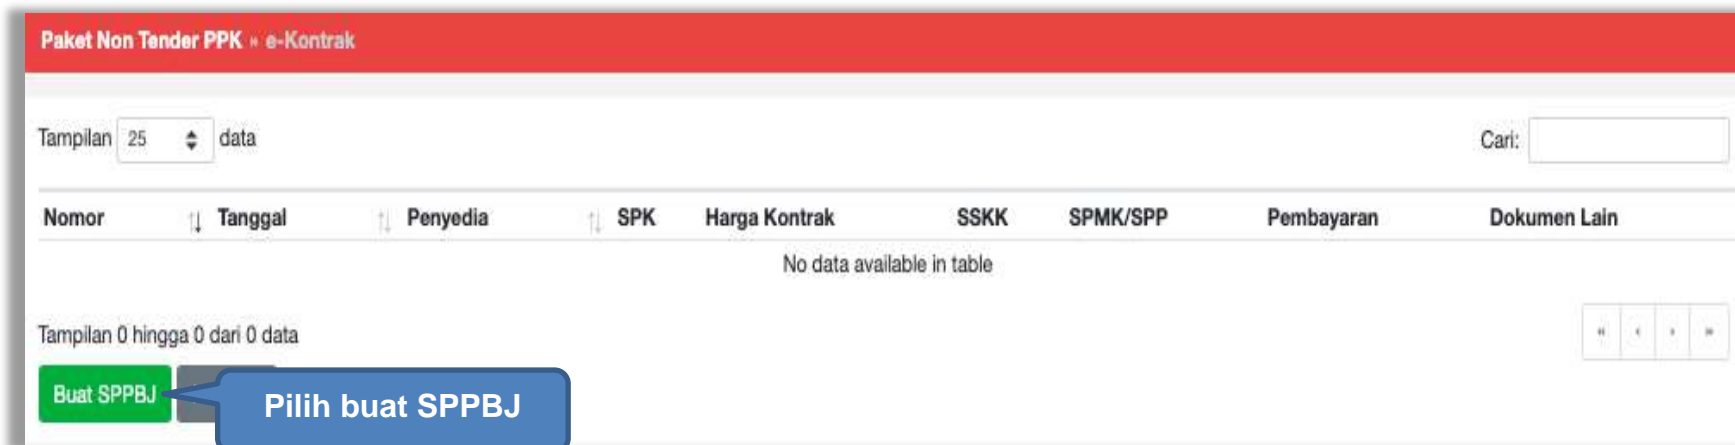 Paket Non Tender PPK » e-Kontrak
Tampilan 25 data
Cari:
Nomor Tanggal Penyedia SPK Harga Kontrak SSKK SPMK/SPP Pembayaran Dokumen Lain
No data available in table
Tampilan 0 hingga 0 dari 0 data
« ‹ › »
Buat SPPBJ
Pilih buat SPPBJ